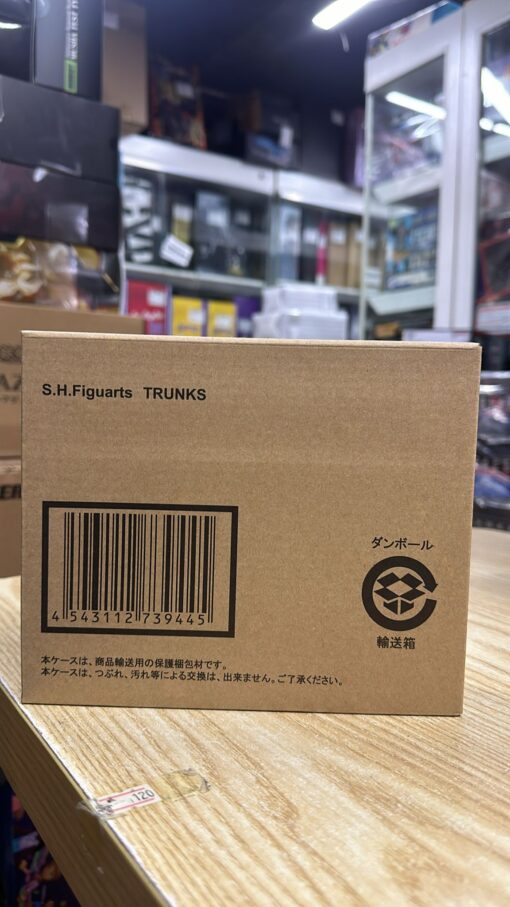 S.H.Figuarts TRUNKS
4 543112 739445
ダンボール
輸送箱
本ケースは、商品輸送用の保護梱包材です。
本ケースは、つぶれ、汚れ等による交換は、出来ません。ご了承ください。
120